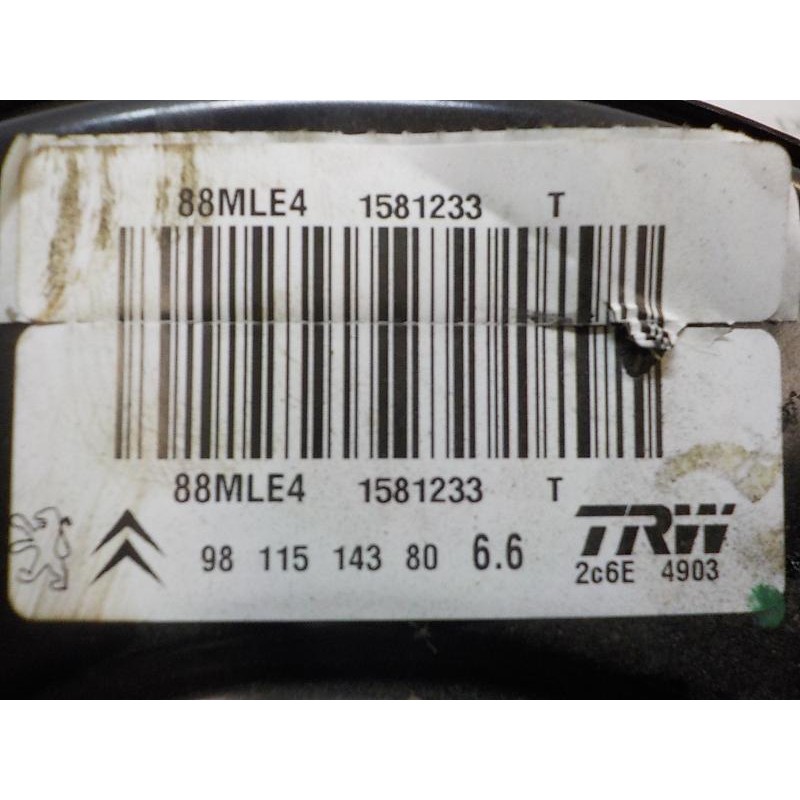 88MLE4 1581233 T
88MLE4 1581233 T
98 115 143 80 6.6 TRW
2c6E 4903